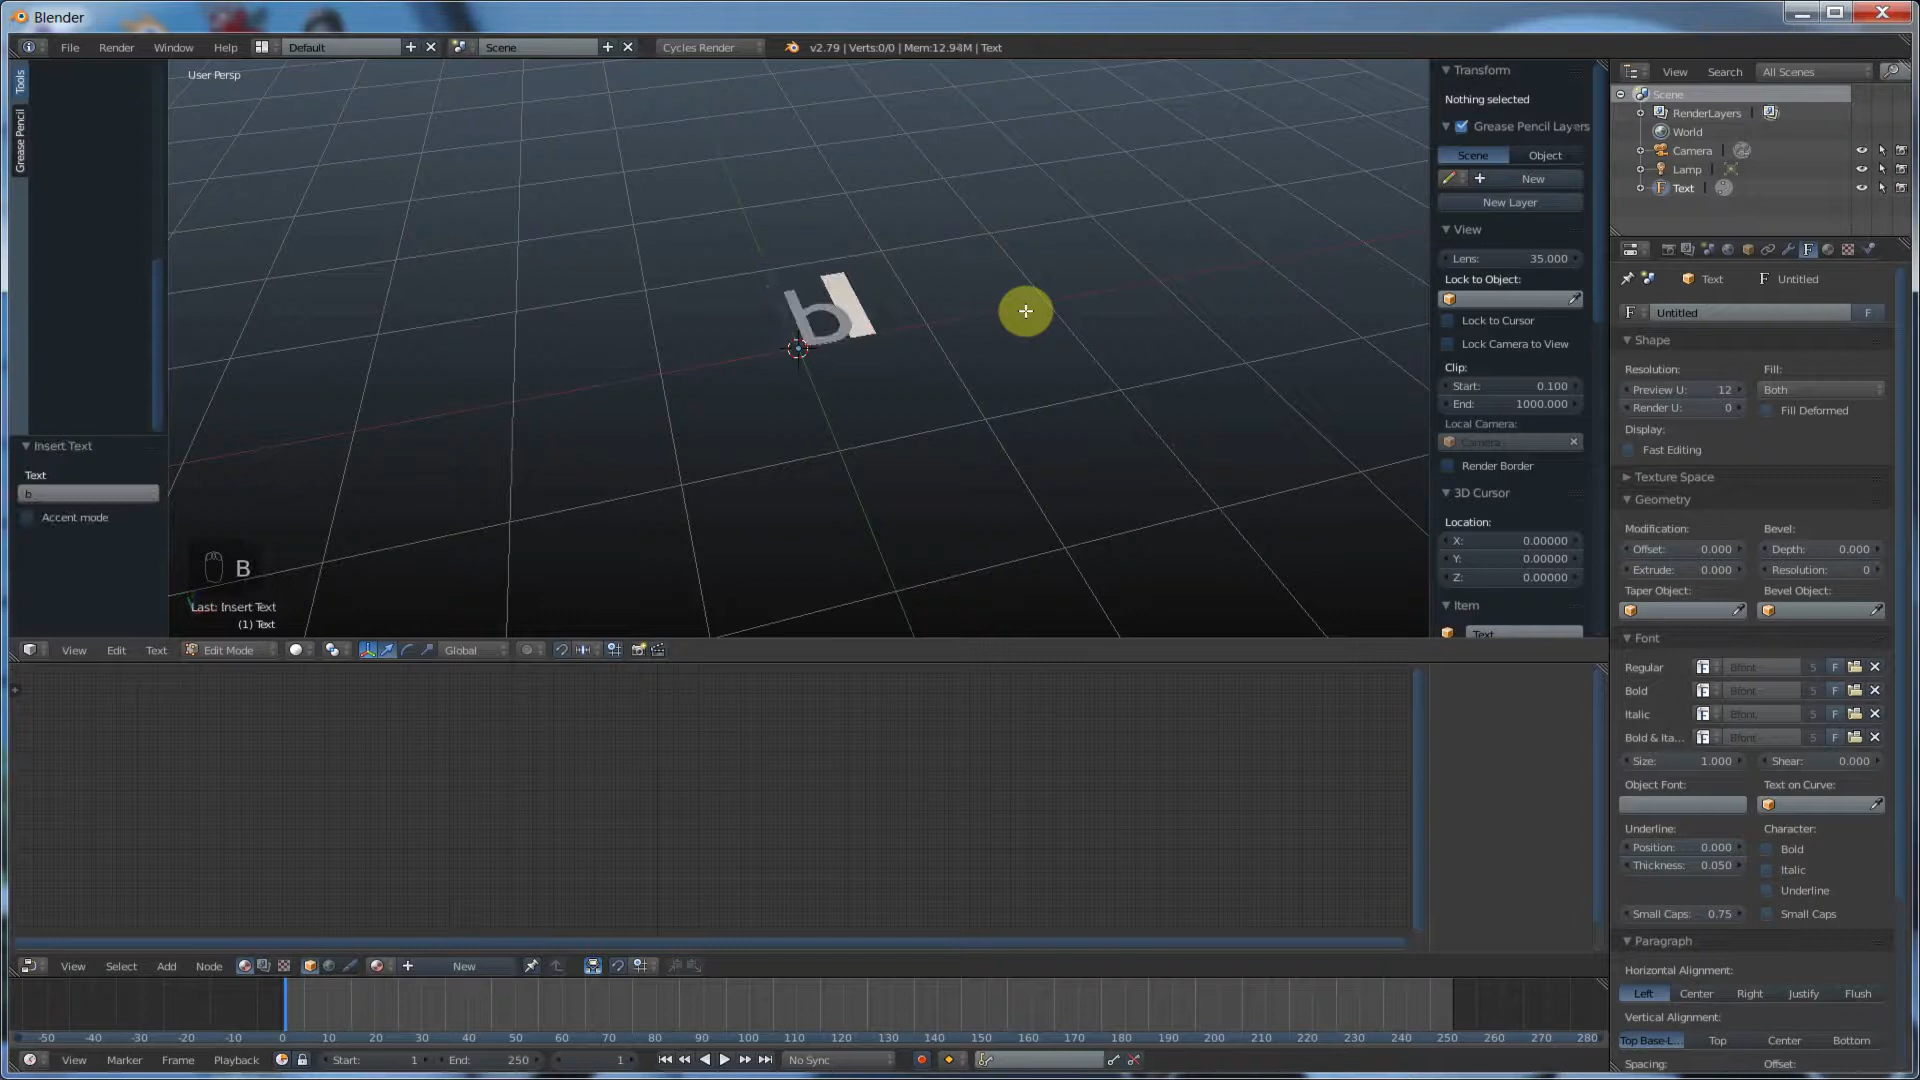 Blender
File Render Window Help Default Scene Cycles Render v2.79 | Verts:0/0 | Mem:12.94M | Text
View Search All Scenes
Tools
Grease Pencil
User Persp
b
Insert Text
Text
b
Accent mode
B
Last: Insert Text
(1) Text
Transform
Nothing selected
Grease Pencil Layers
Scene Object
New
New Layer
View
Lens: 35.000
Lock to Object:
Lock to Cursor
Lock Camera to View
Clip:
Start: 0.100
End: 1000.000
Local Camera:
Camera
Render Border
3D Cursor
Location:
X: 0.00000
Y: 0.00000
Z: 0.00000
Item
Text
Scene
RenderLayers
World
Camera
Lamp
Text
Text F Untitled
F Untitled F
Shape
Resolution: Fill:
Preview U: 12 Both
Render U: 0 Fill Deformed
Display:
Fast Editing
Texture Space
Geometry
Modification: Bevel:
Offset: 0.000 Depth: 0.000
Extrude: 0.000 Resolution: 0
Taper Object: Bevel Object:
Font
Regular Bfont 5 F
Bold Bfont 5 F
Italic Bfont 5 F
Bold & Ita... Bfont 5 F
Size: 1.000 Shear: 0.000
Object Font: Text on Curve:
Underline: Character:
Position: 0.000 Bold
Thickness: 0.050 Italic
Underline
Small Caps: 0.75 Small Caps
Paragraph
Horizontal Alignment:
Left Center Right Justify Flush
Vertical Alignment:
Top Base-L... Top Center Bottom
Spacing: Offset:
View Edit Text Edit Mode Global
View Select Add Node New
-50 -40 -30 -20 -10 0 10 20 30 40 50 60 70 80 90 100 110 120 130 140 150 160 170 180 190 200 210 220 230 240 250 260 270 280
View Marker Frame Playback Start: 1 End: 250 1 No Sync